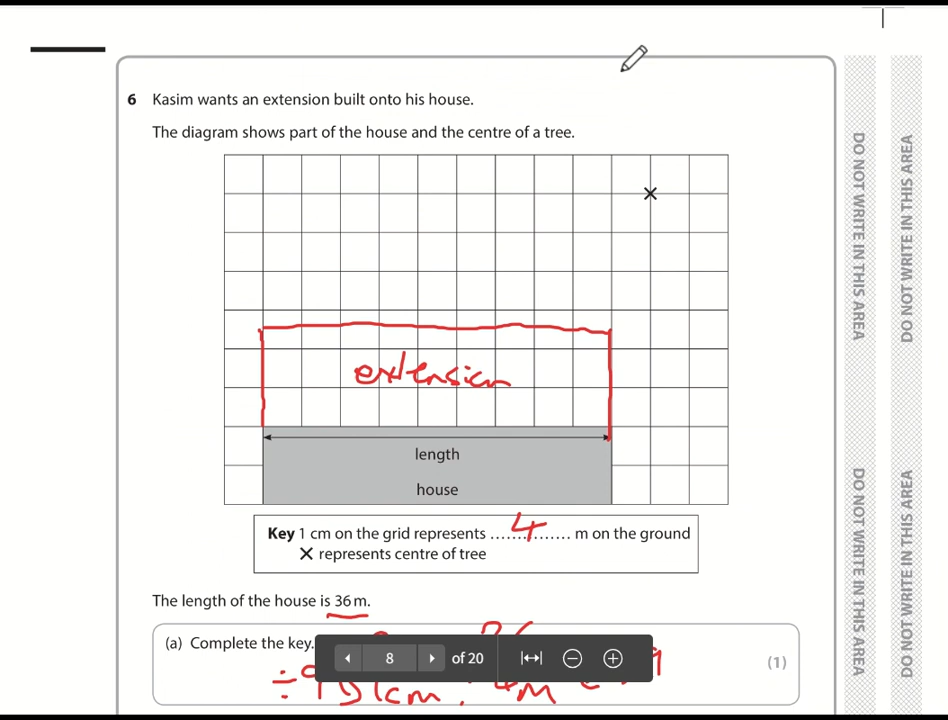 6 Kasim wants an extension built onto his house.
The diagram shows part of the house and the centre of a tree.
extension
length
house
Key 1 cm on the grid represents ....4.... m on the ground
× represents centre of tree
The length of the house is 36 m.
(a) Complete the key.
(1)
8 of 20
÷9
1cm : 4m
÷9
DO NOT WRITE IN THIS AREA
DO NOT WRITE IN THIS AREA
DO NOT WRITE IN THIS AREA
DO NOT WRITE IN THIS AREA